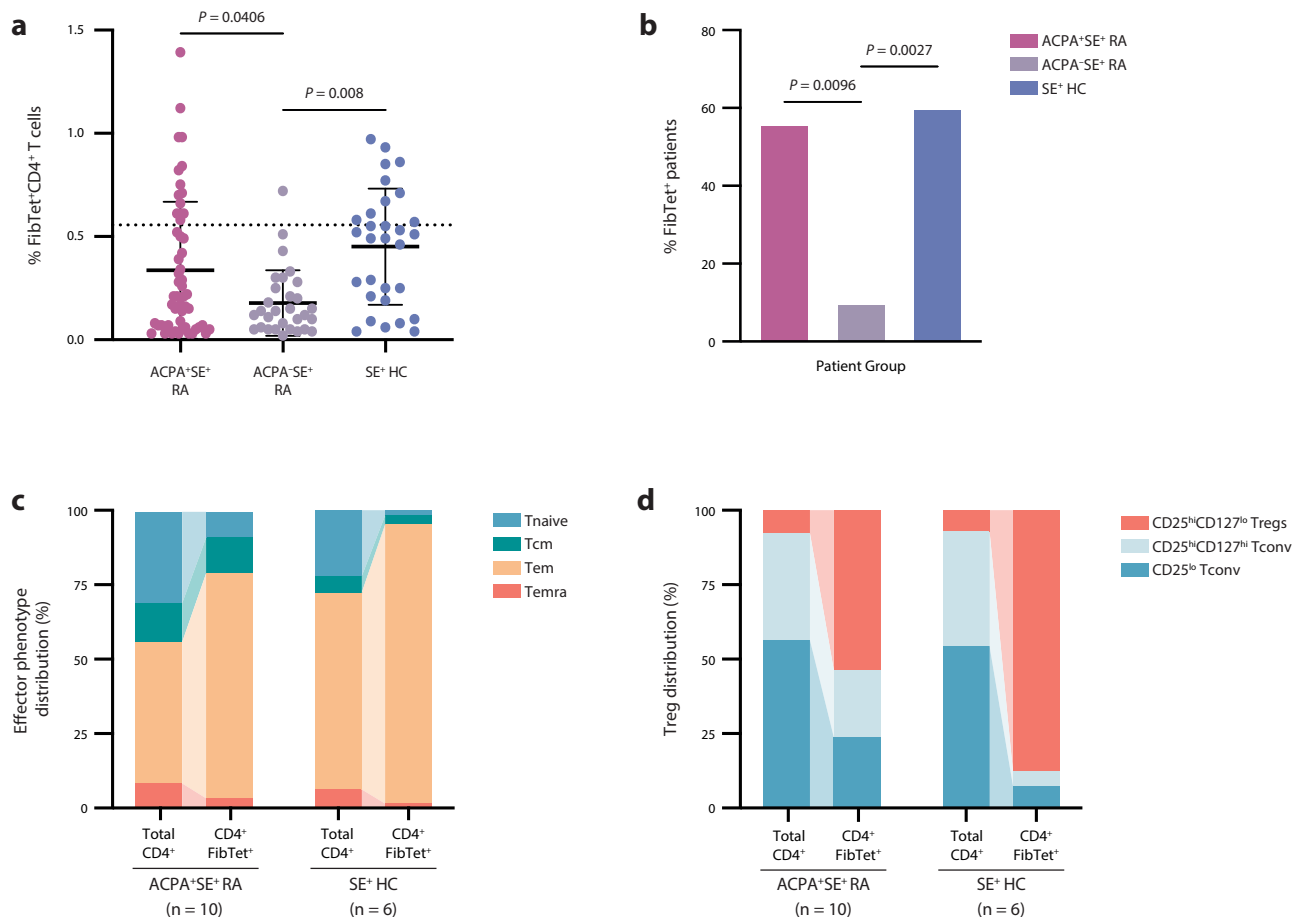 a
1.5
1.0
0.5
0.0
% FibTet⁺CD4⁺ T cells
P = 0.0406
P = 0.008
ACPA⁺SE⁺
RA
ACPA⁻SE⁺
RA
SE⁺ HC
b
80
60
40
20
0
% FibTet⁺ patients
P = 0.0027
P = 0.0096
Patient Group
ACPA⁺SE⁺ RA
ACPA⁻SE⁺ RA
SE⁺ HC
c
100
75
50
25
0
Effector phenotype
distribution (%)
Total
CD4⁺
CD4⁺
FibTet⁺
Total
CD4⁺
CD4⁺
FibTet⁺
ACPA⁺SE⁺ RA
(n = 10)
SE⁺ HC
(n = 6)
Tnaive
Tcm
Tem
Temra
d
100
75
50
25
0
Treg distribution (%)
Total
CD4⁺
CD4⁺
FibTet⁺
Total
CD4⁺
CD4⁺
FibTet⁺
ACPA⁺SE⁺ RA
(n = 10)
SE⁺ HC
(n = 6)
CD25ʰⁱCD127ˡᵒ Tregs
CD25ʰⁱCD127ʰⁱ Tconv
CD25ˡᵒ Tconv